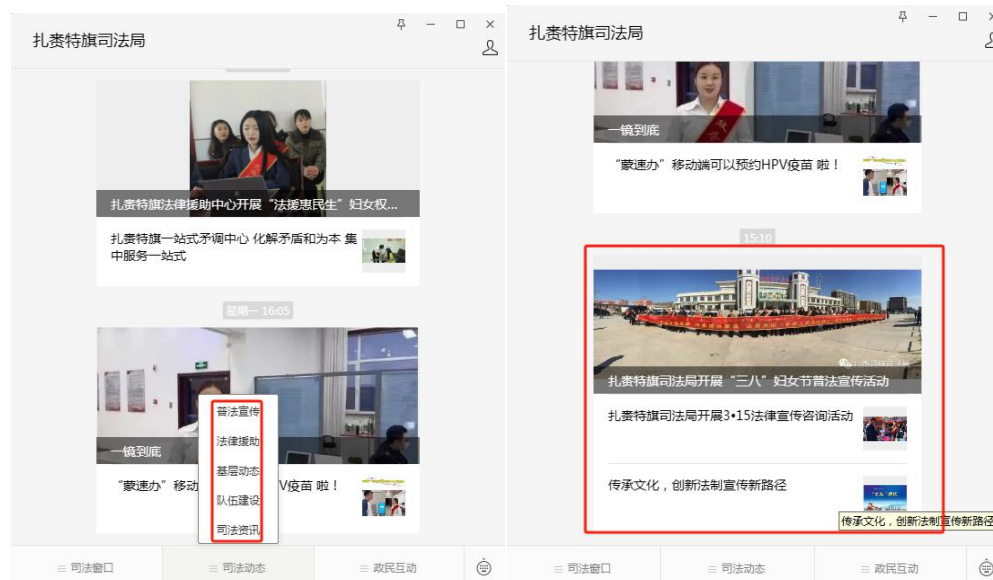 扎赉特旗司法局
扎赉特旗法律援助中心开展“法援惠民生”妇女权...
扎赉特旗一站式矛调中心 化解矛盾和为本 集
中服务一站式
星期一 16:05
一镜到底
“蒙速办”移动
V疫苗 啦！
普法宣传
法律援助
基层动态
队伍建设
司法资讯
司法窗口
司法动态
政民互动
扎赉特旗司法局
一镜到底
“蒙速办”移动端可以预约HPV疫苗 啦！
15:10
扎赉特旗司法局开展“三八”妇女节普法宣传活动
扎赉特旗司法局开展3•15法律宣传咨询活动
传承文化，创新法制宣传新路径
传承文化，创新法制宣传新路径
司法窗口
司法动态
政民互动